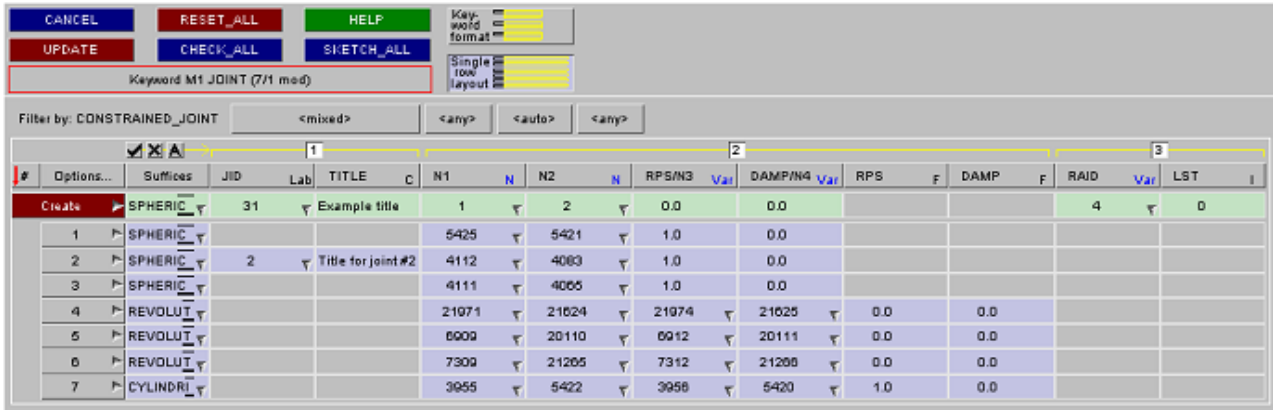 CANCEL RESET_ALL HELP Key-
word
format
UPDATE CHECK_ALL SKETCH_ALL Single
row
layout
Keyword M1 JOINT (7/1 mod)
Filter by: CONSTRAINED_JOINT <mixed> <any> <auto> <any>
A 1 2 3
# Options... Suffices JID Lab TITLE C N1 N N2 N RPS/N3 Var DAMP/N4 Var RPS F DAMP F RAID Var LST I
Create SPHERIC 31 Example title 1 2 0.0 0.0 4 0
1 SPHERIC 5425 5421 1.0 0.0
2 SPHERIC 2 Title for joint #2 4112 4083 1.0 0.0
3 SPHERIC 4111 4065 1.0 0.0
4 REVOLUT 21971 21624 21974 21625 0.0 0.0
5 REVOLUT 6909 20110 6912 20111 0.0 0.0
6 REVOLUT 7309 21265 7312 21266 0.0 0.0
7 CYLINDRI 3955 5422 3956 5420 1.0 0.0